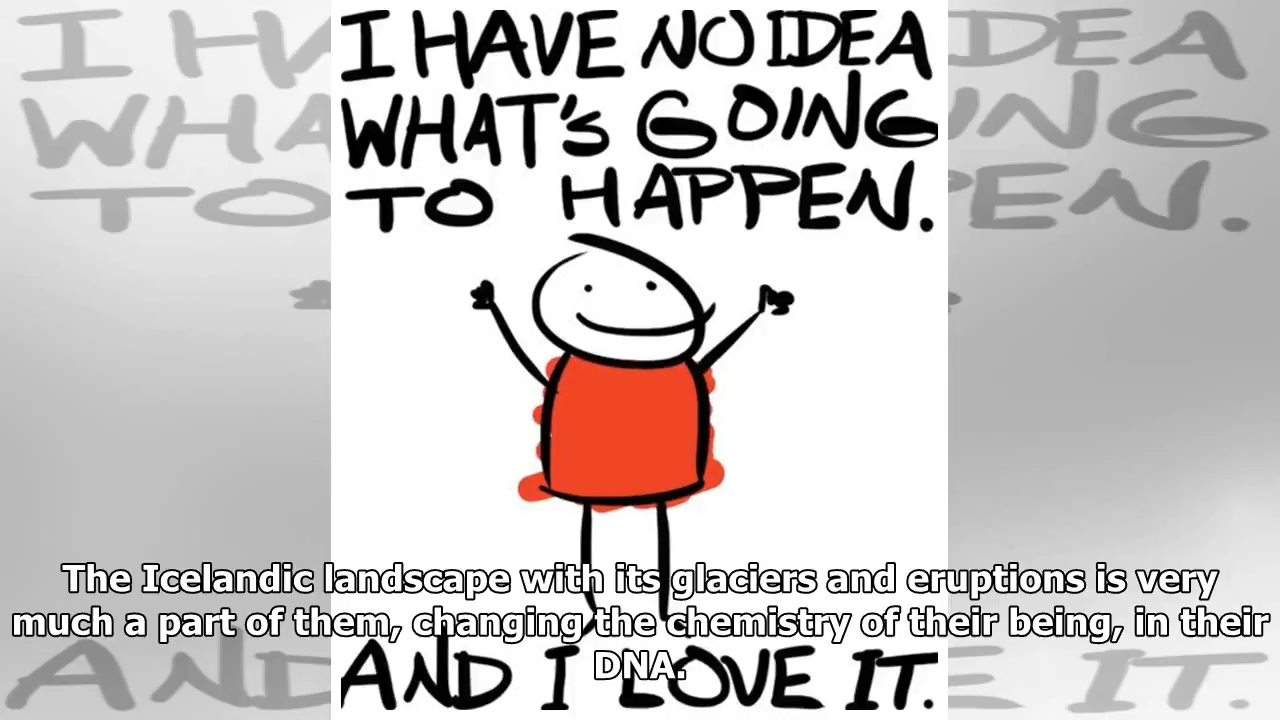 I HAVE NO IDEA
WHAT'S GOING
TO HAPPEN.
The Icelandic landscape with its glaciers and eruptions is very
much a part of them, changing the chemistry of their being, in their
DNA.
AND I LOVE IT.